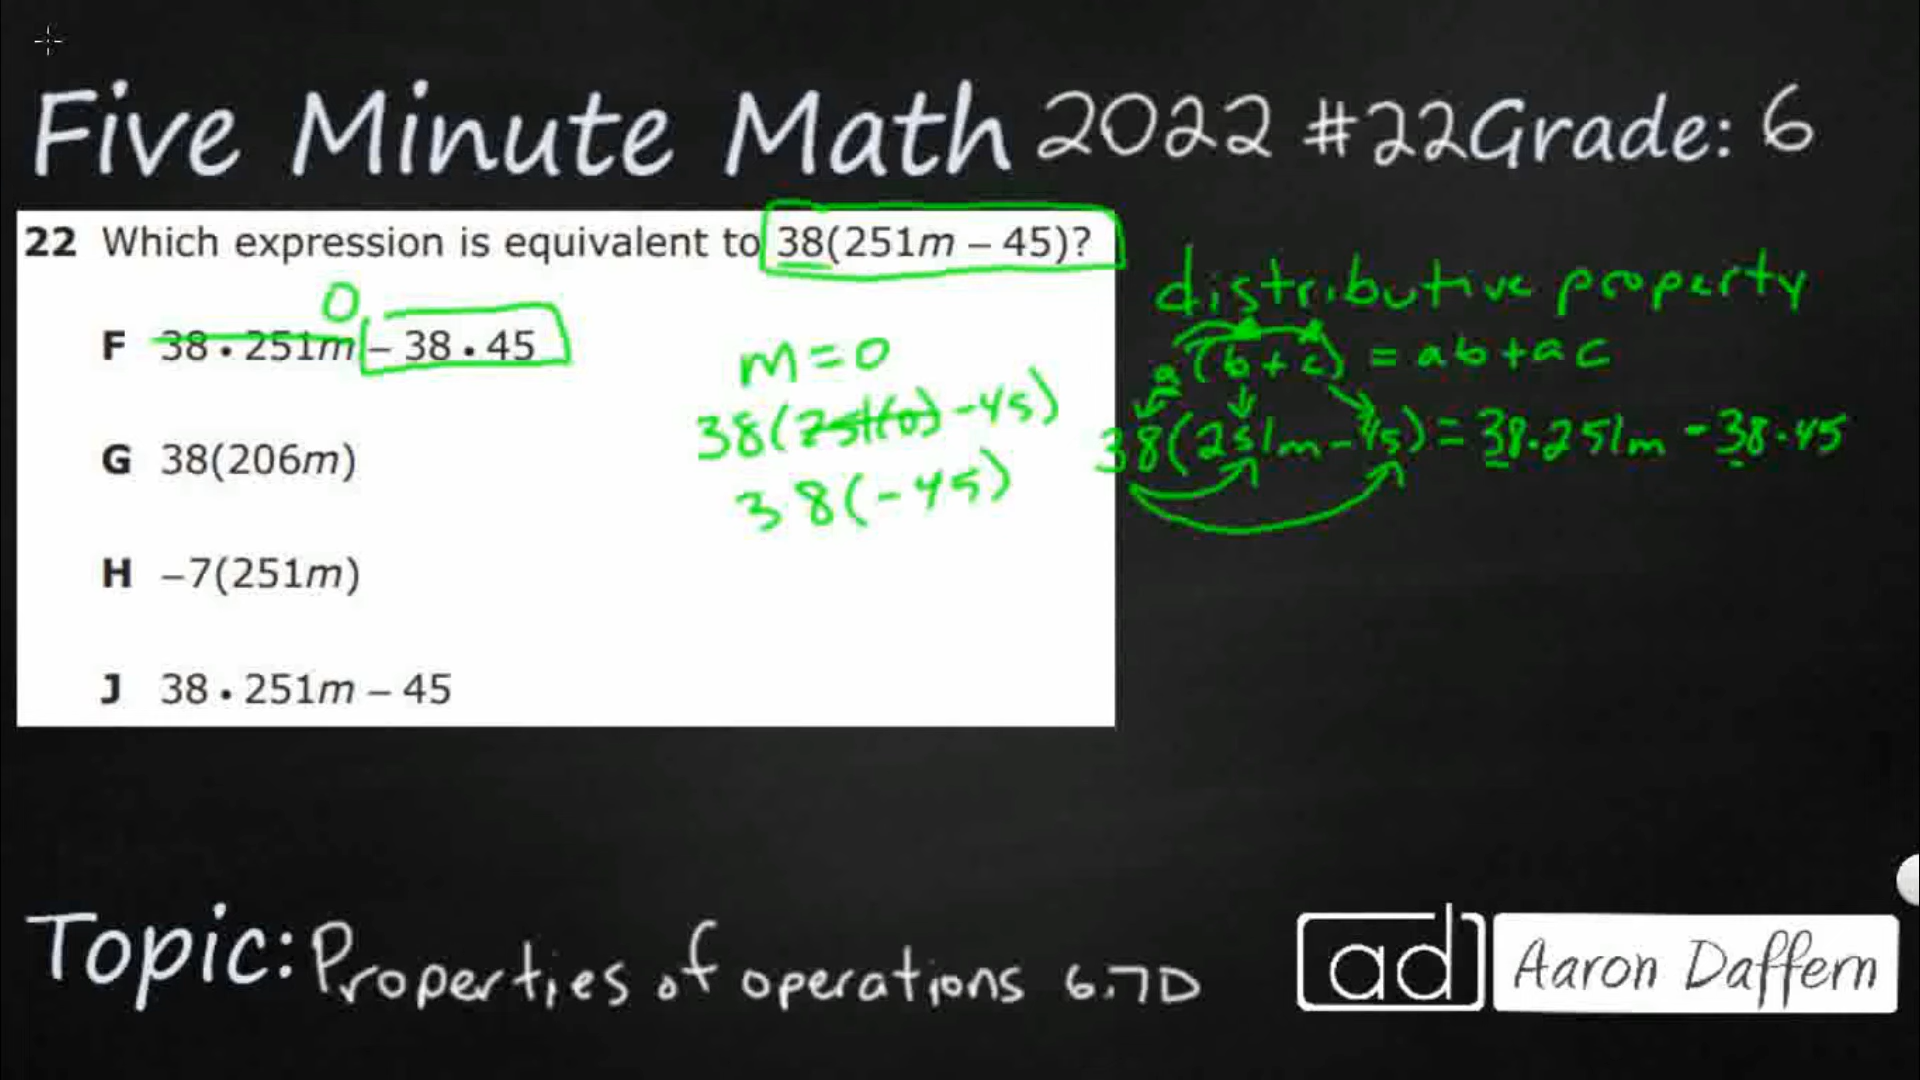 Five Minute Math 2022 #22 Grade: 6
22 Which expression is equivalent to 38(251m – 45)?
distributive property
0
F 38 • 251m – 38 • 45
m = 0
a(b + c) = ab + ac
38(251(0) - 45)
38(251m - 45) = 38 · 251m - 38 · 45
G 38(206m)
38(-45)
H –7(251m)
J 38 • 251m – 45
Topic: Properties of operations 6.7D
ad Aaron Daffern